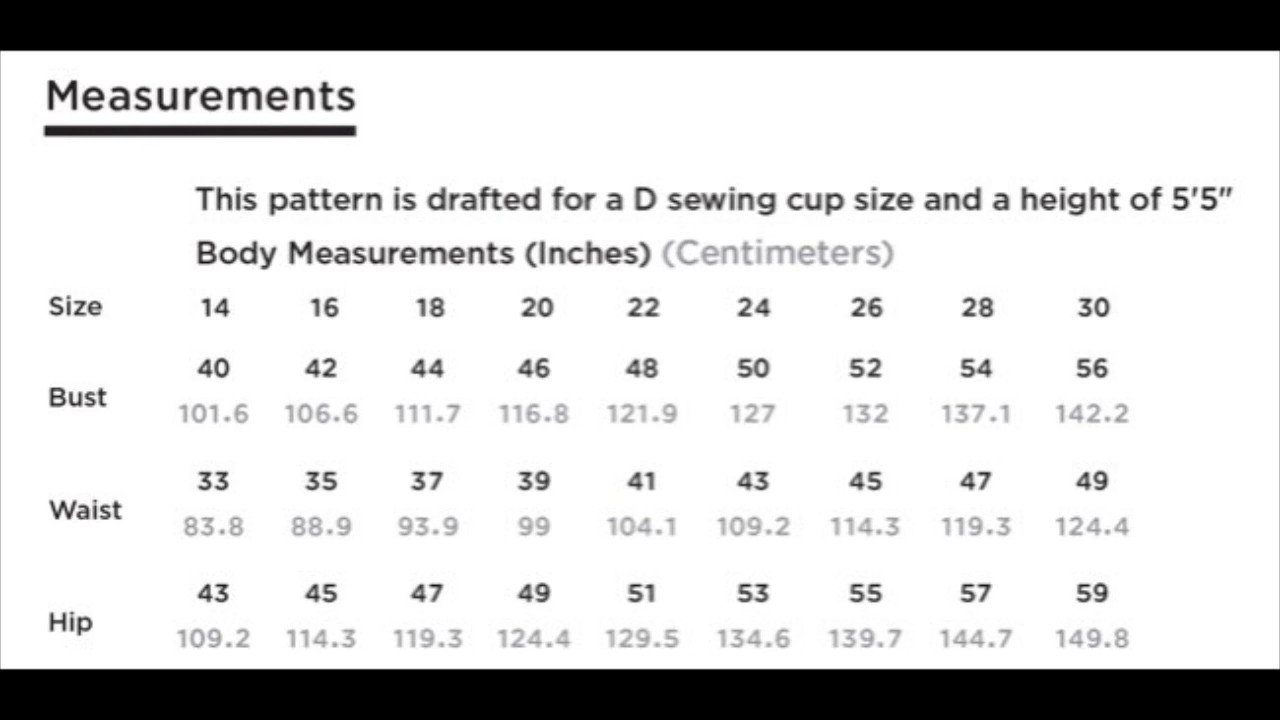 Measurements
This pattern is drafted for a D sewing cup size and a height of 5'5"
Body Measurements (Inches) (Centimeters)
Size 14 16 18 20 22 24 26 28 30
Bust 40 42 44 46 48 50 52 54 56
101.6 106.6 111.7 116.8 121.9 127 132 137.1 142.2
Waist 33 35 37 39 41 43 45 47 49
83.8 88.9 93.9 99 104.1 109.2 114.3 119.3 124.4
Hip 43 45 47 49 51 53 55 57 59
109.2 114.3 119.3 124.4 129.5 134.6 139.7 144.7 149.8